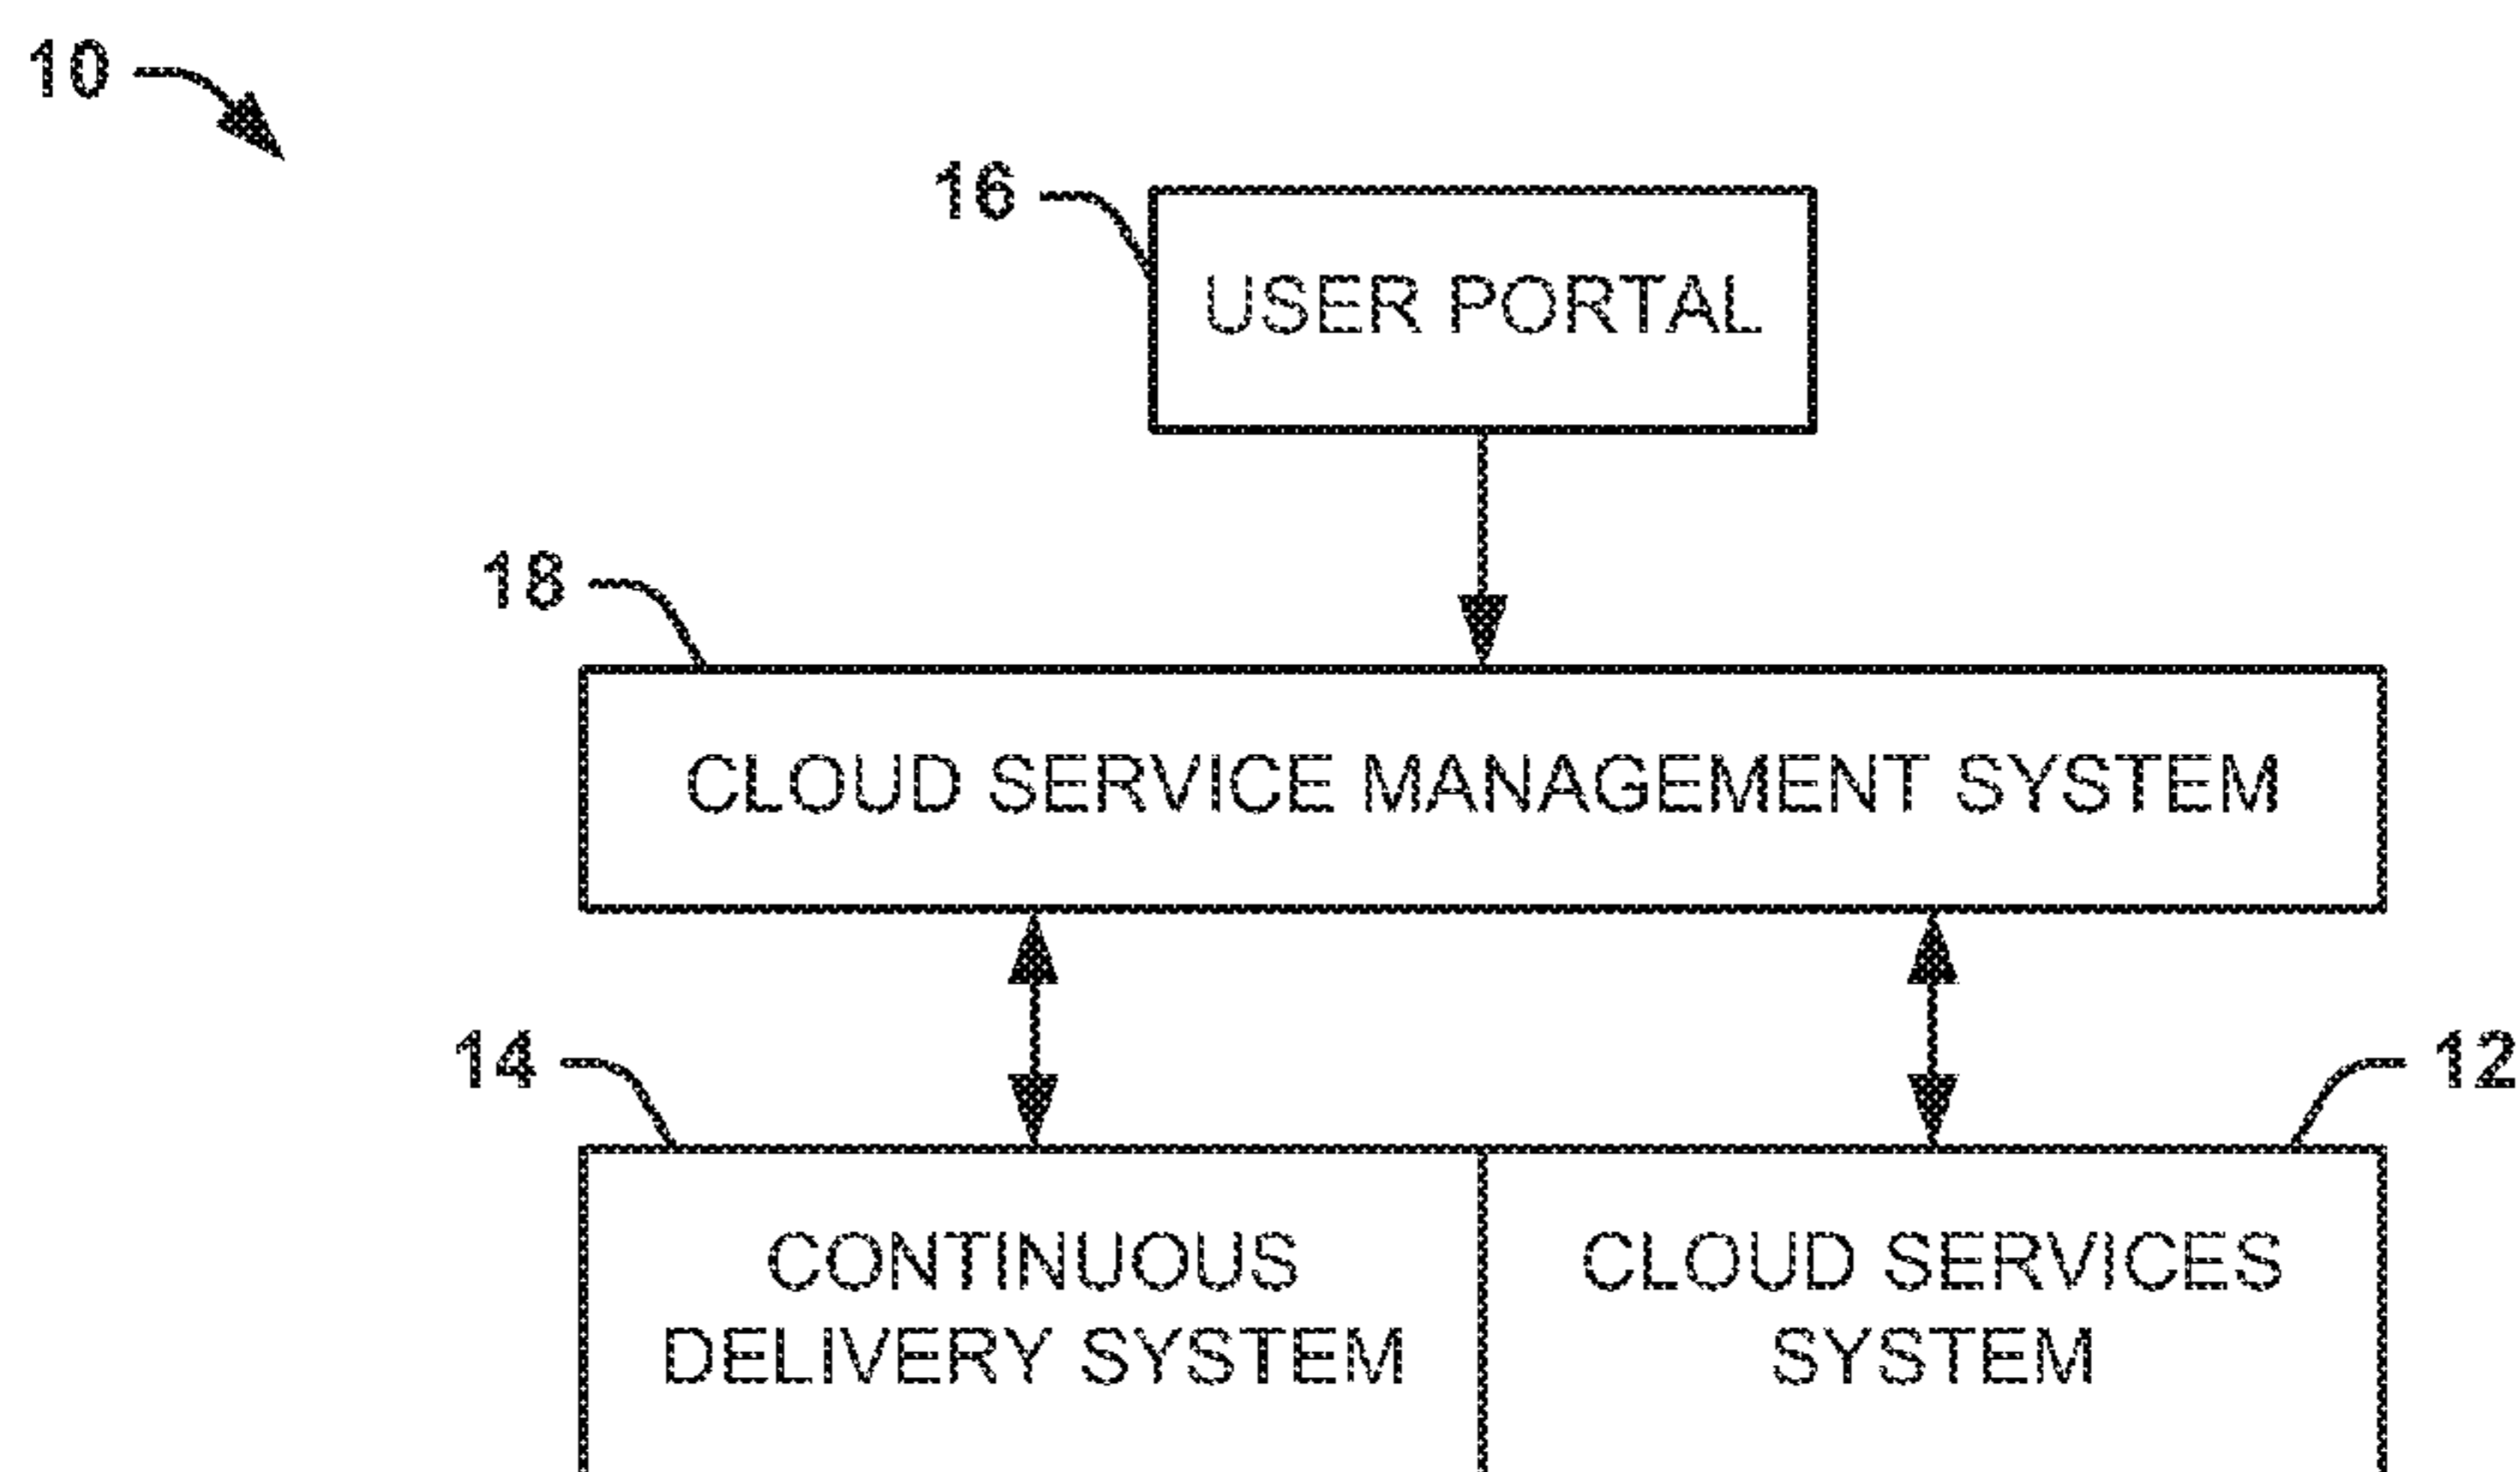 10
16
USER PORTAL
18
CLOUD SERVICE MANAGEMENT SYSTEM
14
12
CONTINUOUS
DELIVERY SYSTEM
CLOUD SERVICES
SYSTEM